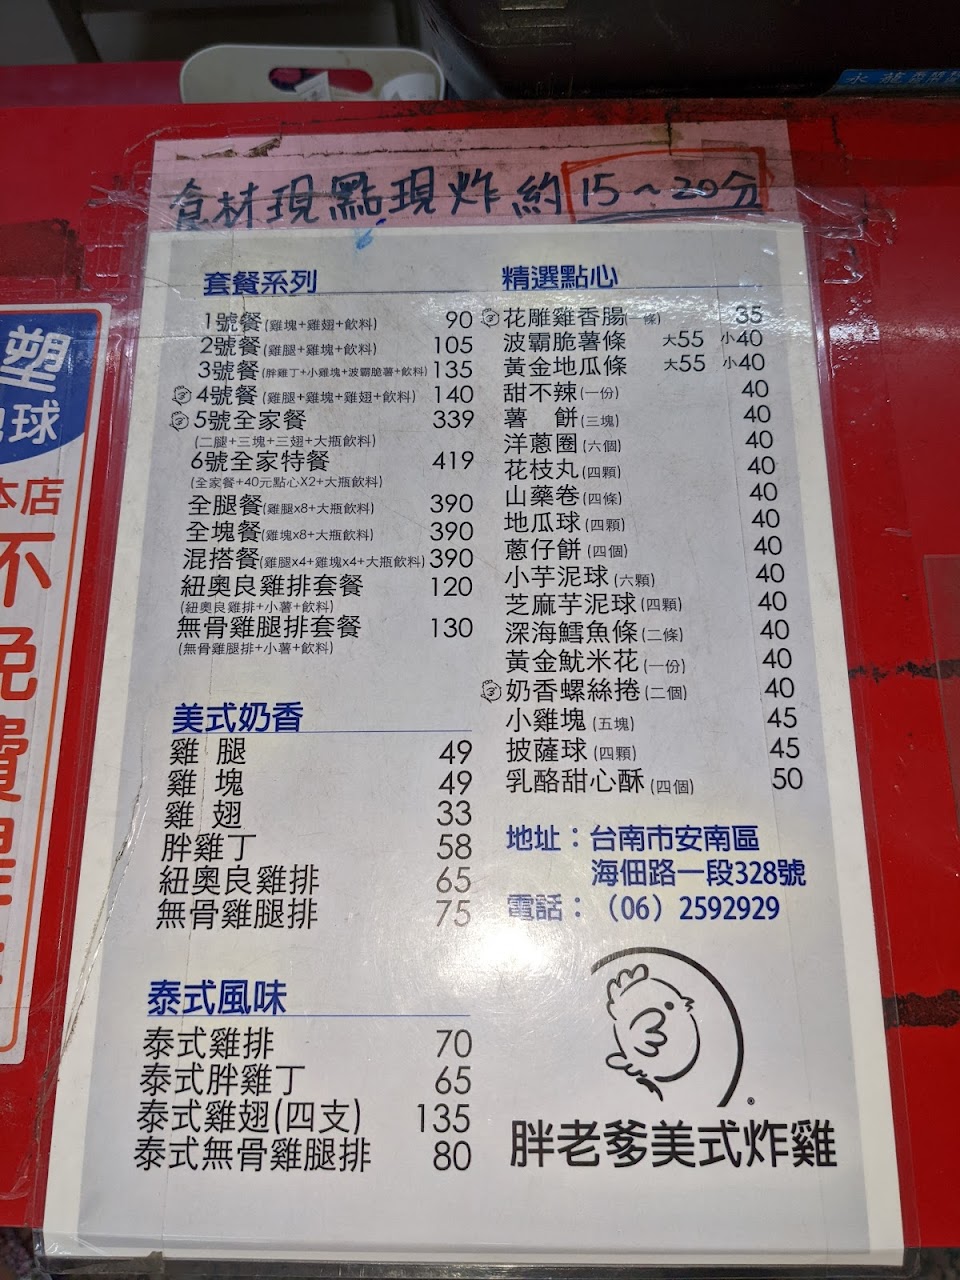 食材現點現炸約15~20分
套餐系列
1號餐(雞塊+雞翅+飲料) 90
2號餐(雞腿+雞塊+飲料) 105
3號餐(胖雞丁+小雞塊+波霸脆薯+飲料) 135
4號餐(雞腿+雞塊+雞翅+飲料) 140
5號全家餐 339
(二腿+三塊+三翅+大瓶飲料)
6號全家特餐 419
(全家餐+40元點心X2+大瓶飲料)
全腿餐(雞腿x8+大瓶飲料) 390
全塊餐(雞塊x8+大瓶飲料) 390
混搭餐(雞腿x4+雞塊x4+大瓶飲料) 390
紐奧良雞排套餐 120
(紐奧良雞排+小薯+飲料)
無骨雞腿排套餐 130
(無骨雞腿排+小薯+飲料)
美式奶香
雞 腿 49
雞 塊 49
雞 翅 33
胖雞丁 58
紐奧良雞排 65
無骨雞腿排 75
泰式風味
泰式雞排 70
泰式胖雞丁 65
泰式雞翅(四支) 135
泰式無骨雞腿排 80
精選點心
花雕雞香腸(一條) 35
波霸脆薯條 大55 小40
黃金地瓜條 大55 小40
甜不辣(一份) 40
薯 餅(三塊) 40
洋蔥圈(六個) 40
花枝丸(四顆) 40
山藥卷(四條) 40
地瓜球(四顆) 40
蔥仔餅(四個) 40
小芋泥球(六顆) 40
芝麻芋泥球(四顆) 40
深海鱈魚條(二條) 40
黃金魷米花(一份) 40
奶香螺絲捲(二個) 40
小雞塊(五塊) 45
披薩球(四顆) 45
乳酪甜心酥(四個) 50
地址：台南市安南區
海佃路一段328號
電話：（06）2592929
®
胖老爹美式炸雞
塑
球
本店
不
免
費